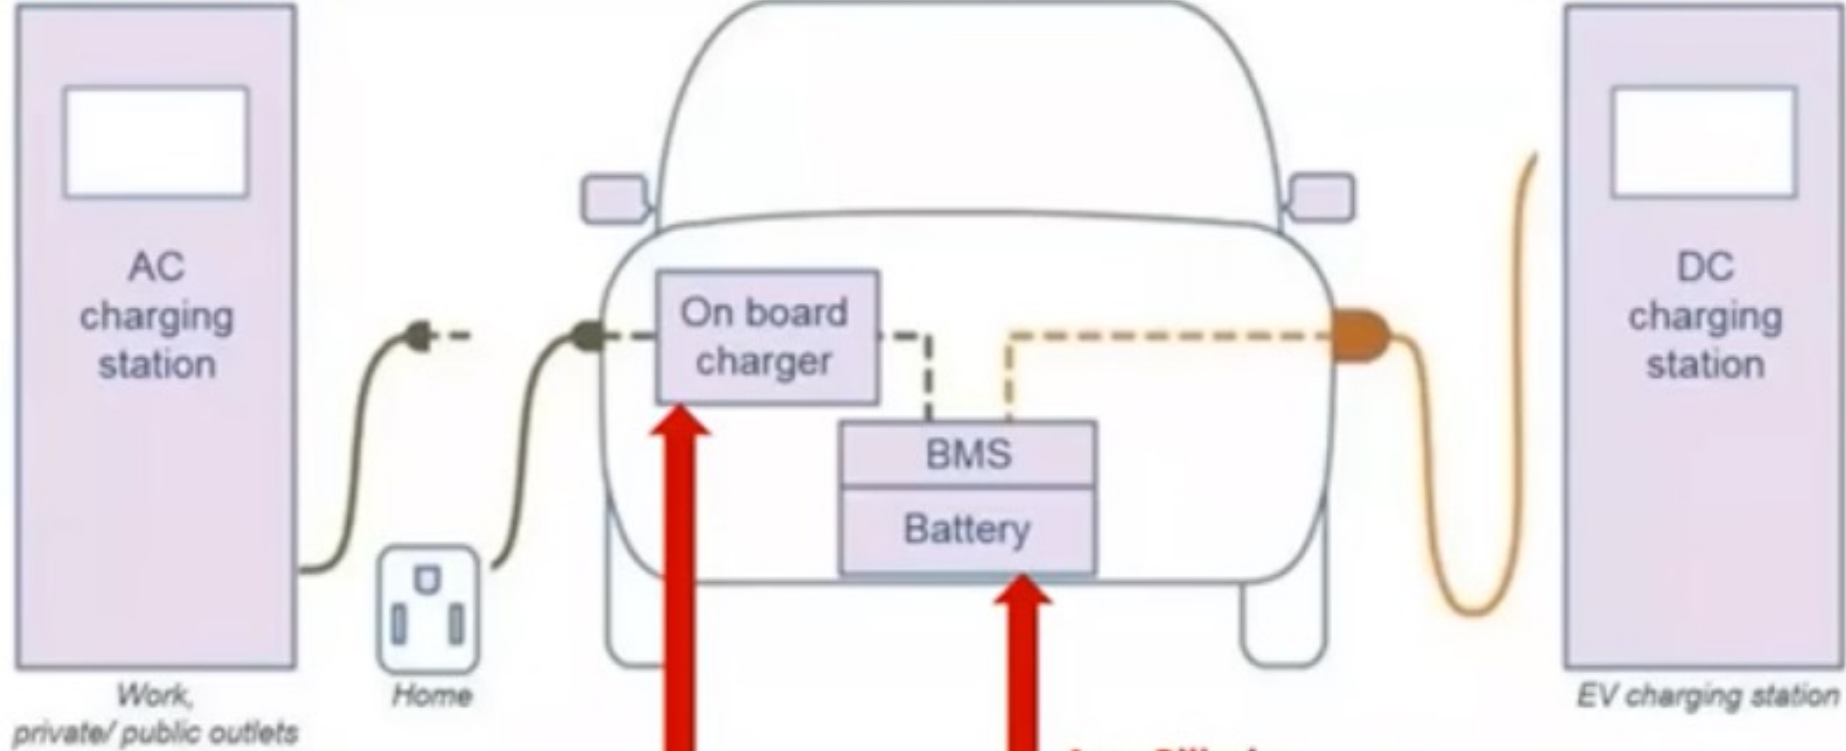 AC
charging
station
On board
charger
BMS
Battery
DC
charging
station
Work,
private/ public outlets
Home
EV charging station